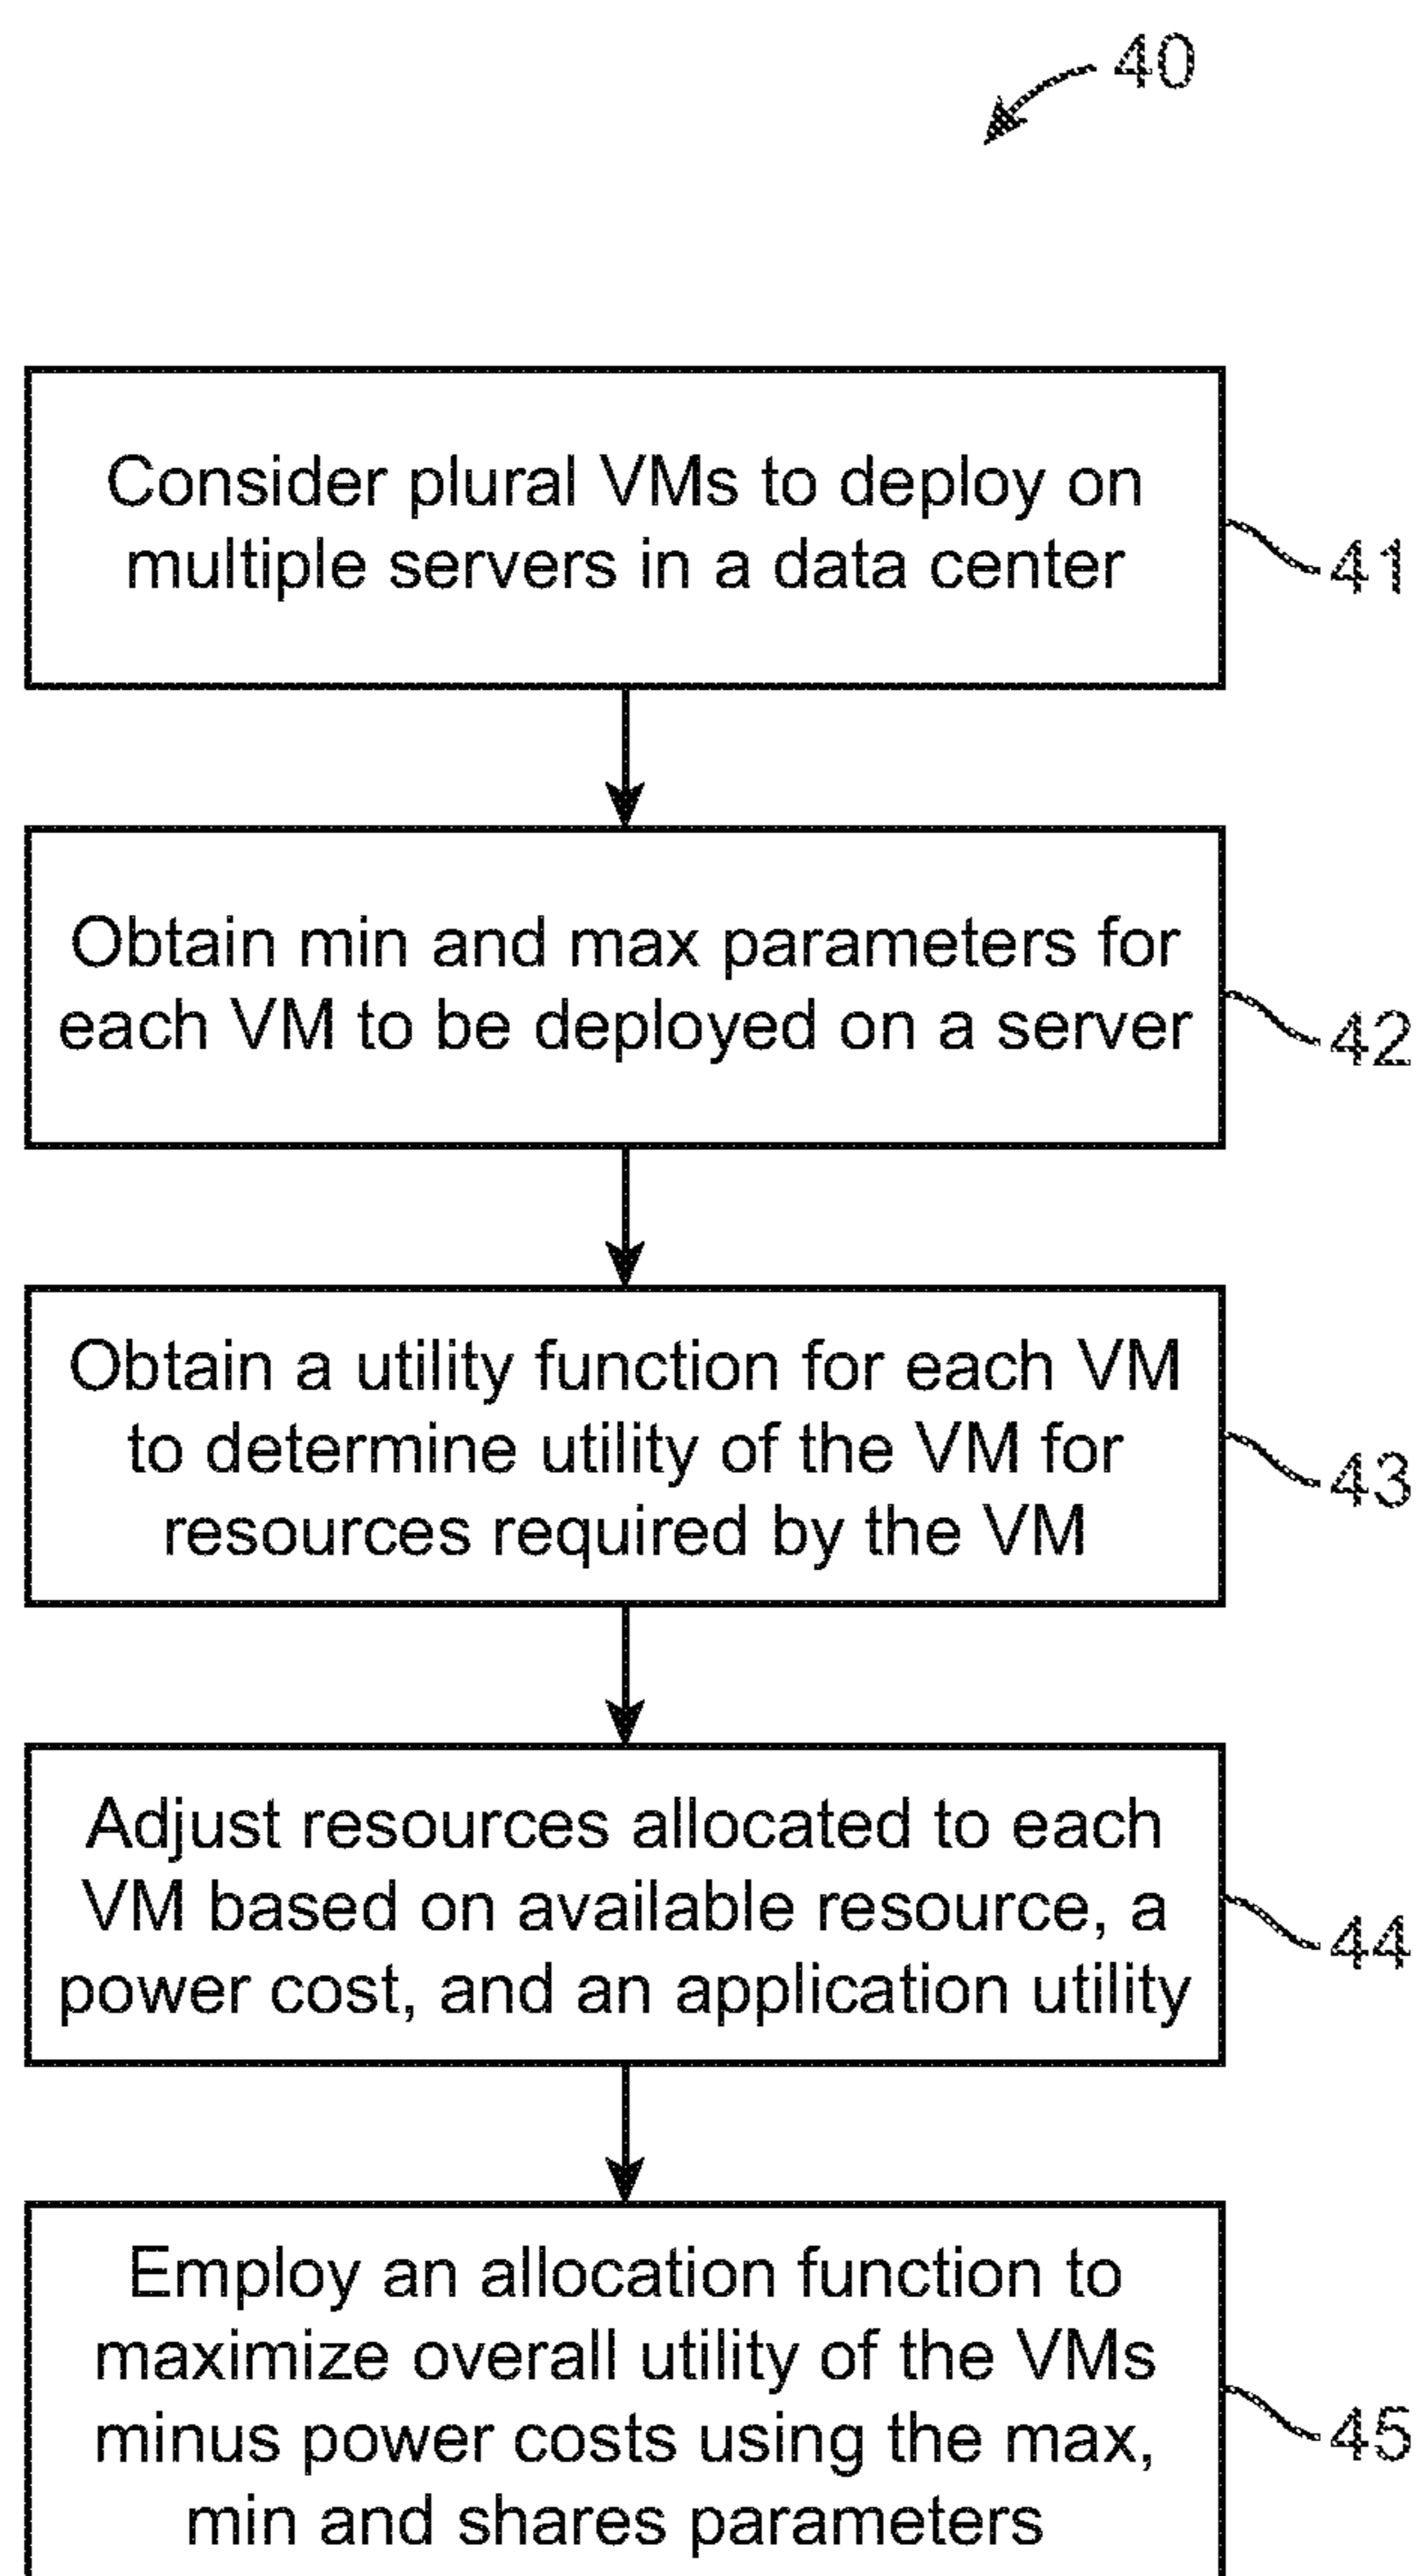 40
Consider plural VMs to deploy on
multiple servers in a data center
41
Obtain min and max parameters for
each VM to be deployed on a server
42
Obtain a utility function for each VM
to determine utility of the VM for
resources required by the VM
43
Adjust resources allocated to each
VM based on available resource, a
power cost, and an application utility
44
Employ an allocation function to
maximize overall utility of the VMs
minus power costs using the max,
min and shares parameters
45